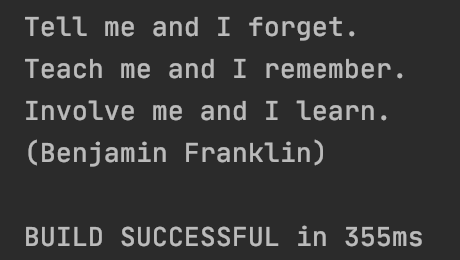 Tell me and I forget.
Teach me and I remember.
Involve me and I learn.
(Benjamin Franklin)
BUILD SUCCESSFUL in 355ms